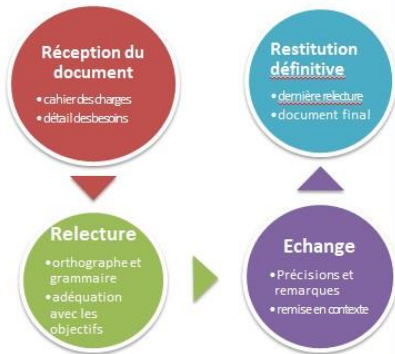 Réception du
document
•cahier des charges
•détail des besoins
Relecture
•orthographe et
grammaire
•adéquation
avec les
objectifs
Echange
•Précisions et
remarques
•remise en contexte
Restitution
définitive
•dernière relecture
•document final